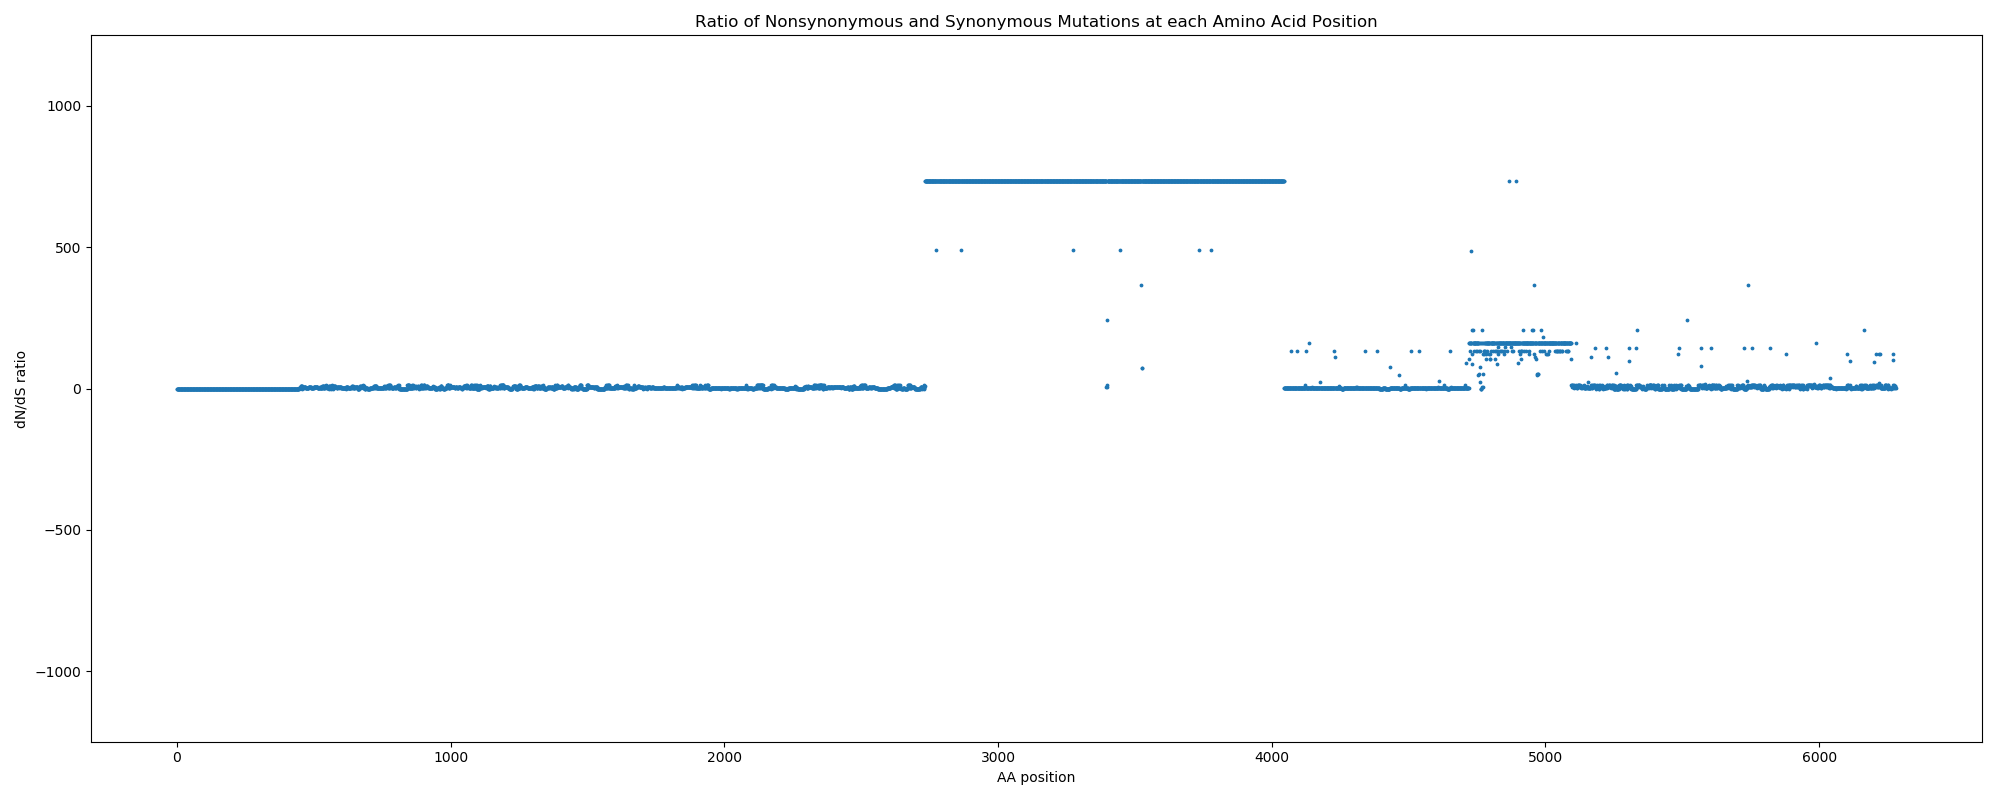 Ratio of Nonsynonymous and Synonymous Mutations at each Amino Acid Position
dN/dS ratio
1000
500
0
−500
−1000
0 1000 2000 3000 4000 5000 6000
AA position